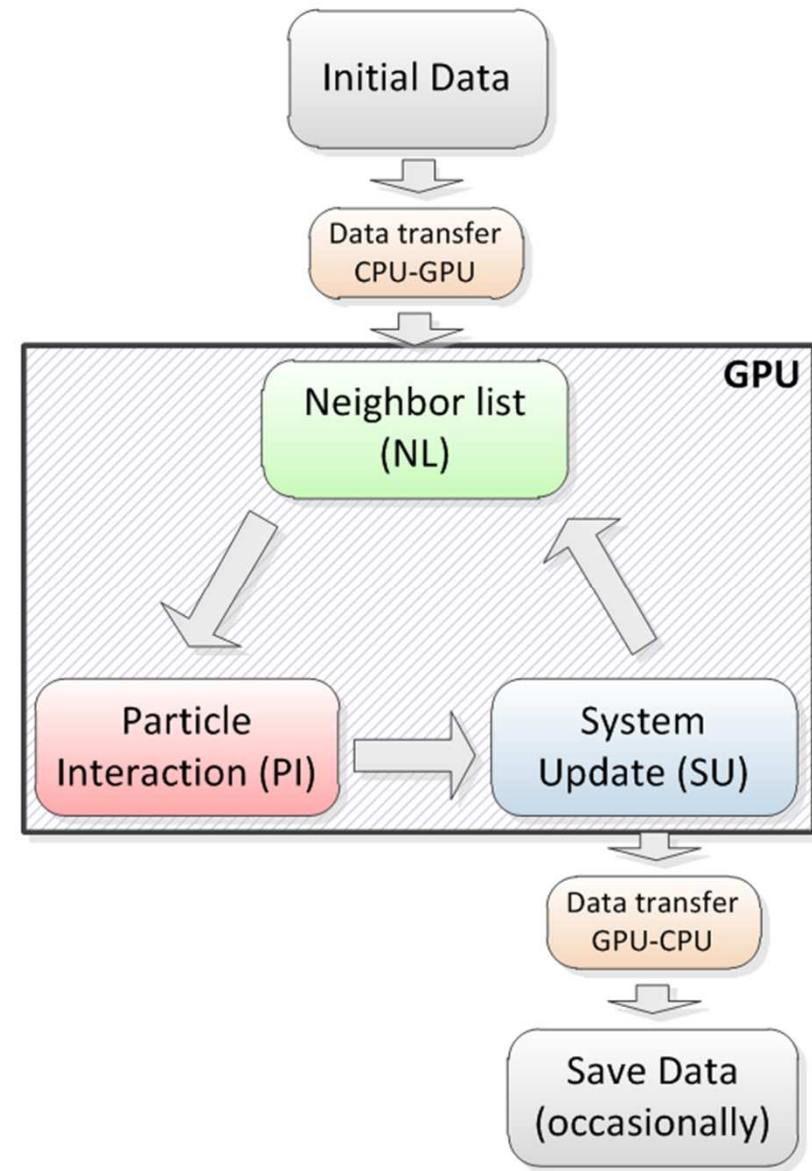 Initial Data
Data transfer
CPU-GPU
GPU
Neighbor list
(NL)
Particle
Interaction (PI)
System
Update (SU)
Data transfer
GPU-CPU
Save Data
(occasionally)